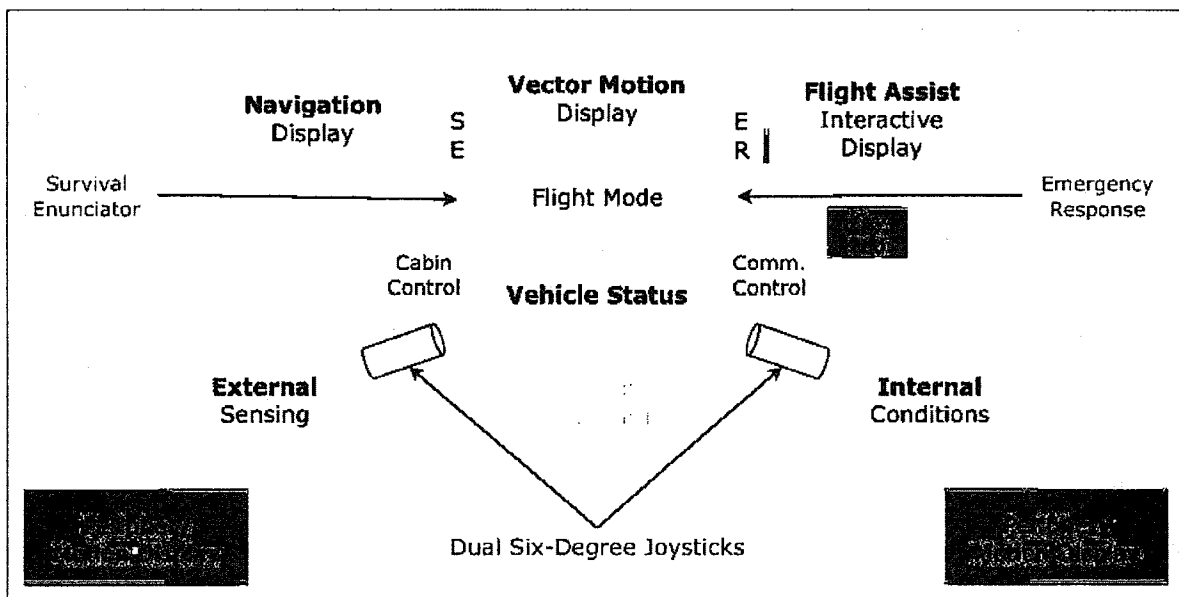 Navigation
Display
Vector Motion
Display
Flight Assist
Interactive
Display
S
E
E
R
Survival
Enunciator
Flight Mode
Emergency
Response
Cabin
Control
Vehicle Status
Comm.
Control
External
Sensing
Internal
Conditions
Dual Six-Degree Joysticks